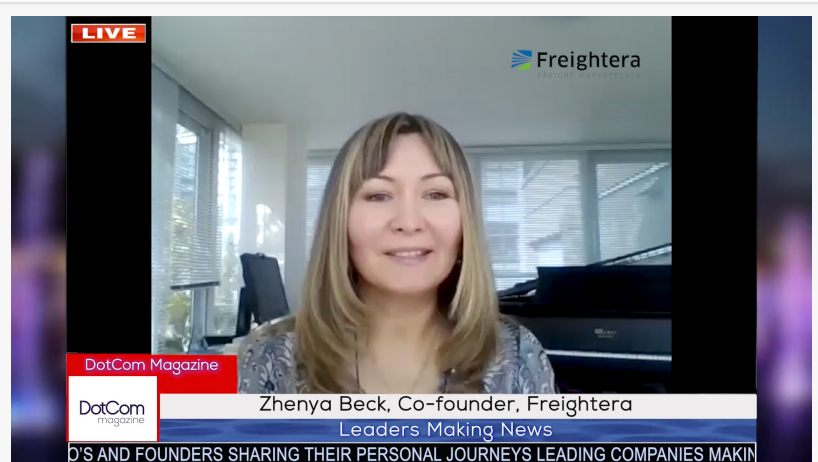 LIVE
Freightera
FREIGHT MARKETPLACE
DotCom Magazine
DotCom
magazine
Zhenya Beck, Co-founder, Freightera
Leaders Making News
O'S AND FOUNDERS SHARING THEIR PERSONAL JOURNEYS LEADING COMPANIES MAKIN